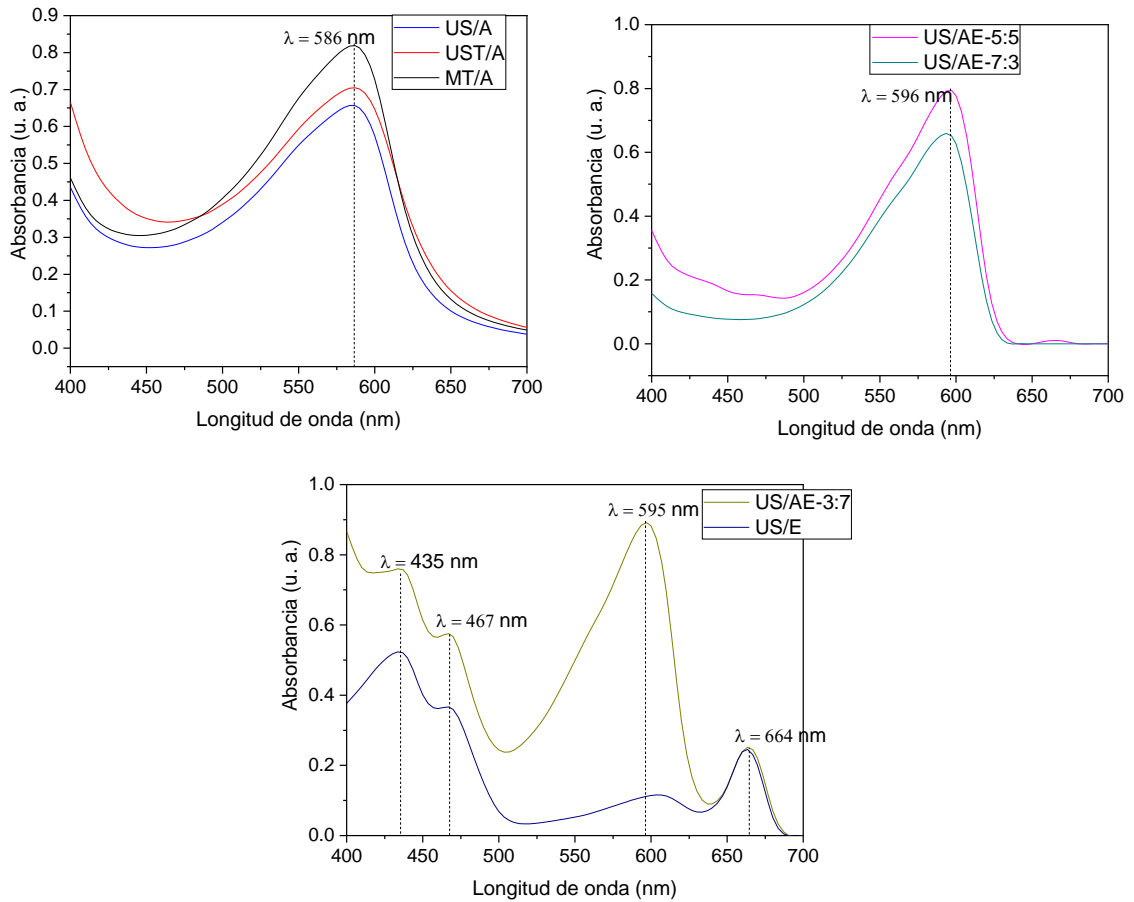 0.9
0.8
0.7
0.6
0.5
0.4
0.3
0.2
0.1
0.0
Absorbancia (u. a.)
λ = 586 nm
US/A
UST/A
MT/A
400 450 500 550 600 650 700
Longitud de onda (nm)
1.0
0.8
0.6
0.4
0.2
0.0
Absorbancia (u. a.)
US/AE-5:5
US/AE-7:3
λ = 596 nm
400 450 500 550 600 650 700
Longitud de onda (nm)
1.0
0.8
0.6
0.4
0.2
0.0
Absorbancia (u. a.)
US/AE-3:7
US/E
λ = 595 nm
λ = 435 nm
λ = 467 nm
λ = 664 nm
400 450 500 550 600 650 700
Longitud de onda (nm)